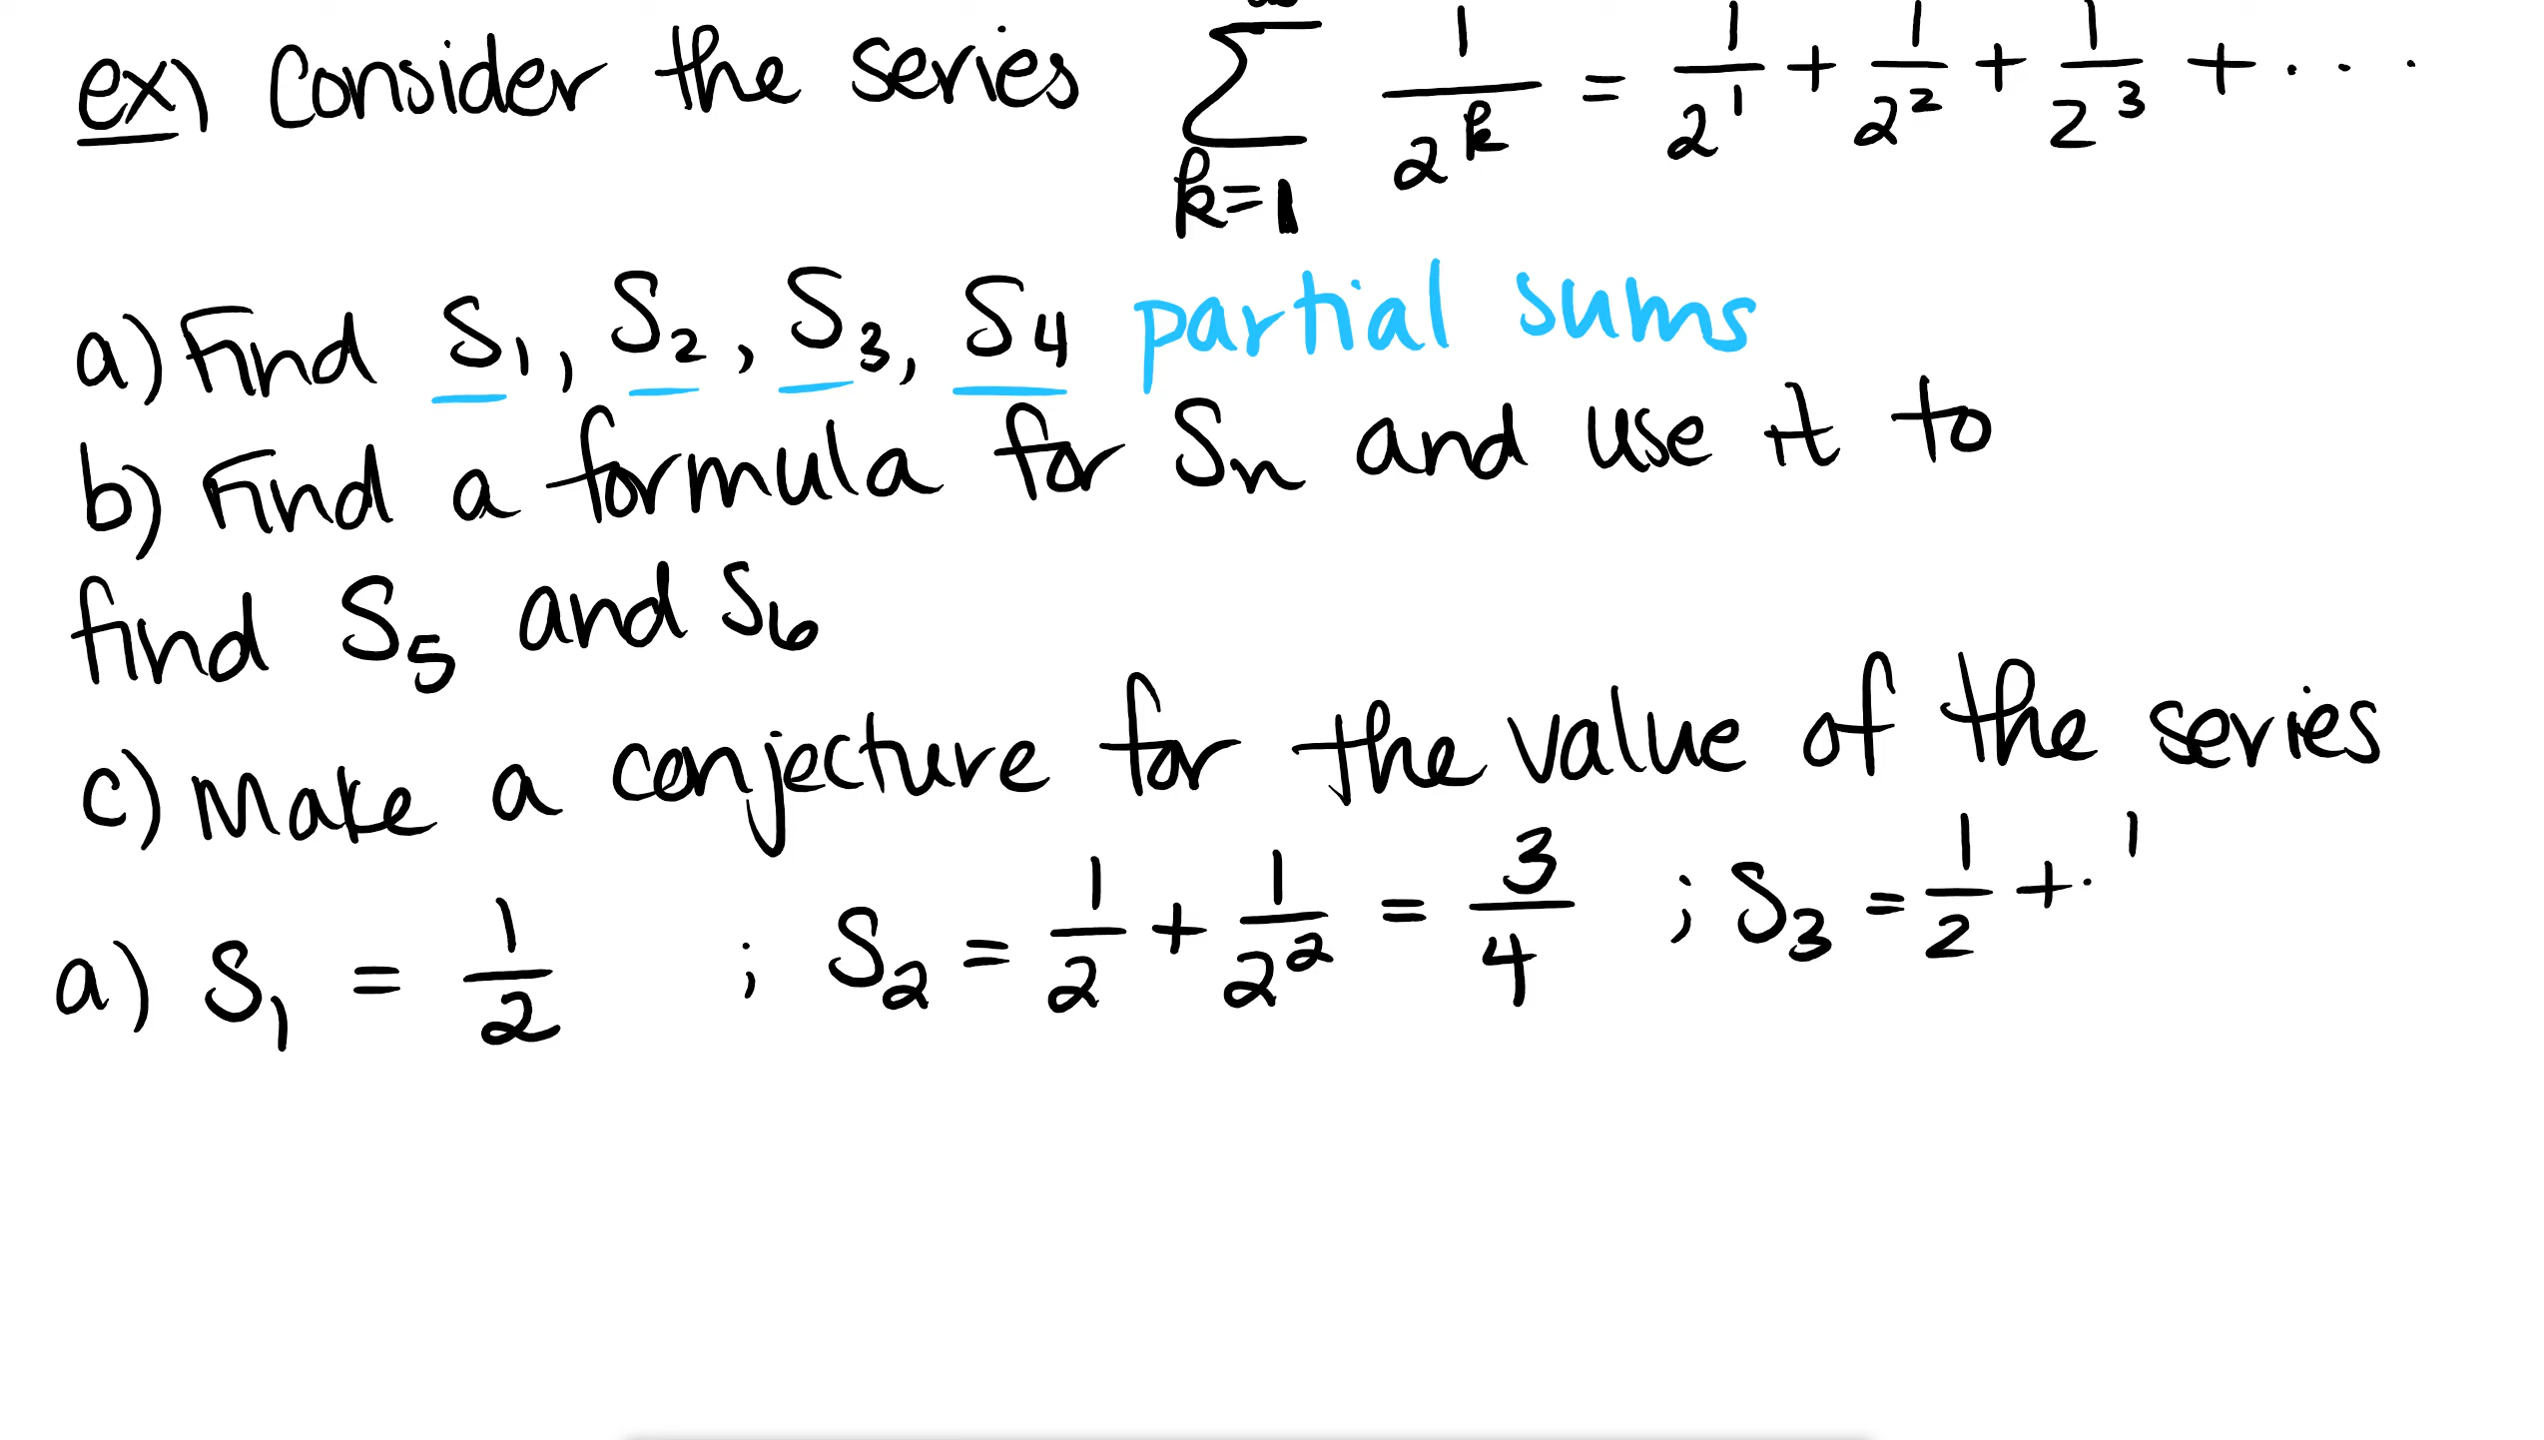 ex) Consider the series ∞∑k=1 1/2^k = 1/2^1 + 1/2^2 + 1/2^3 + ....
a) Find S₁, S₂, S₃, S₄ partial sums
b) Find a formula for Sn and use it to
find S₅ and S₆
c) Make a conjecture for the value of the series
a) S₁ = 1/2 ; S₂ = 1/2 + 1/2^2 = 3/4 ; S₃ = 1/2 + 1